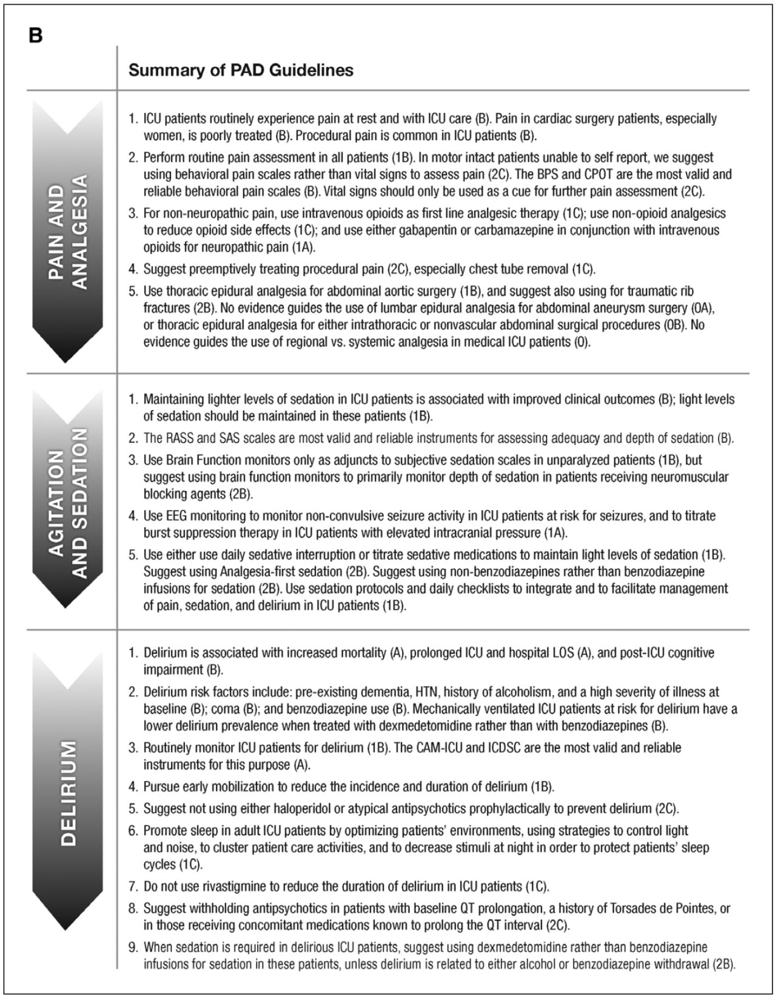 B
Summary of PAD Guidelines
PAIN AND
ANALGESIA
1. ICU patients routinely experience pain at rest and with ICU care (B). Pain in cardiac surgery patients, especially
women, is poorly treated (B). Procedural pain is common in ICU patients (B).
2. Perform routine pain assessment in all patients (1B). In motor intact patients unable to self report, we suggest
using behavioral pain scales rather than vital signs to assess pain (2C). The BPS and CPOT are the most valid and
reliable behavioral pain scales (B). Vital signs should only be used as a cue for further pain assessment (2C).
3. For non-neuropathic pain, use intravenous opioids as first line analgesic therapy (1C); use non-opioid analgesics
to reduce opioid side effects (1C); and use either gabapentin or carbamazepine in conjunction with intravenous
opioids for neuropathic pain (1A).
4. Suggest preemptively treating procedural pain (2C), especially chest tube removal (1C).
5. Use thoracic epidural analgesia for abdominal aortic surgery (1B), and suggest also using for traumatic rib
fractures (2B). No evidence guides the use of lumbar epidural analgesia for abdominal aneurysm surgery (0A),
or thoracic epidural analgesia for either intrathoracic or nonvascular abdominal surgical procedures (0B). No
evidence guides the use of regional vs. systemic analgesia in medical ICU patients (0).
AGITATION
AND SEDATION
1. Maintaining lighter levels of sedation in ICU patients is associated with improved clinical outcomes (B); light levels
of sedation should be maintained in these patients (1B).
2. The RASS and SAS scales are most valid and reliable instruments for assessing adequacy and depth of sedation (B).
3. Use Brain Function monitors only as adjuncts to subjective sedation scales in unparalyzed patients (1B), but
suggest using brain function monitors to primarily monitor depth of sedation in patients receiving neuromuscular
blocking agents (2B).
4. Use EEG monitoring to monitor non-convulsive seizure activity in ICU patients at risk for seizures, and to titrate
burst suppression therapy in ICU patients with elevated intracranial pressure (1A).
5. Use either use daily sedative interruption or titrate sedative medications to maintain light levels of sedation (1B).
Suggest using Analgesia-first sedation (2B). Suggest using non-benzodiazepines rather than benzodiazepine
infusions for sedation (2B). Use sedation protocols and daily checklists to integrate and to facilitate management
of pain, sedation, and delirium in ICU patients (1B).
DELIRIUM
1. Delirium is associated with increased mortality (A), prolonged ICU and hospital LOS (A), and post-ICU cognitive
impairment (B).
2. Delirium risk factors include: pre-existing dementia, HTN, history of alcoholism, and a high severity of illness at
baseline (B); coma (B); and benzodiazepine use (B). Mechanically ventilated ICU patients at risk for delirium have a
lower delirium prevalence when treated with dexmedetomidine rather than with benzodiazepines (B).
3. Routinely monitor ICU patients for delirium (1B). The CAM-ICU and ICDSC are the most valid and reliable
instruments for this purpose (A).
4. Pursue early mobilization to reduce the incidence and duration of delirium (1B).
5. Suggest not using either haloperidol or atypical antipsychotics prophylactically to prevent delirium (2C).
6. Promote sleep in adult ICU patients by optimizing patients’ environments, using strategies to control light
and noise, to cluster patient care activities, and to decrease stimuli at night in order to protect patients’ sleep
cycles (1C).
7. Do not use rivastigmine to reduce the duration of delirium in ICU patients (1C).
8. Suggest withholding antipsychotics in patients with baseline QT prolongation, a history of Torsades de Pointes, or
in those receiving concomitant medications known to prolong the QT interval (2C).
9. When sedation is required in delirious ICU patients, suggest using dexmedetomidine rather than benzodiazepine
infusions for sedation in these patients, unless delirium is related to either alcohol or benzodiazepine withdrawal (2B).